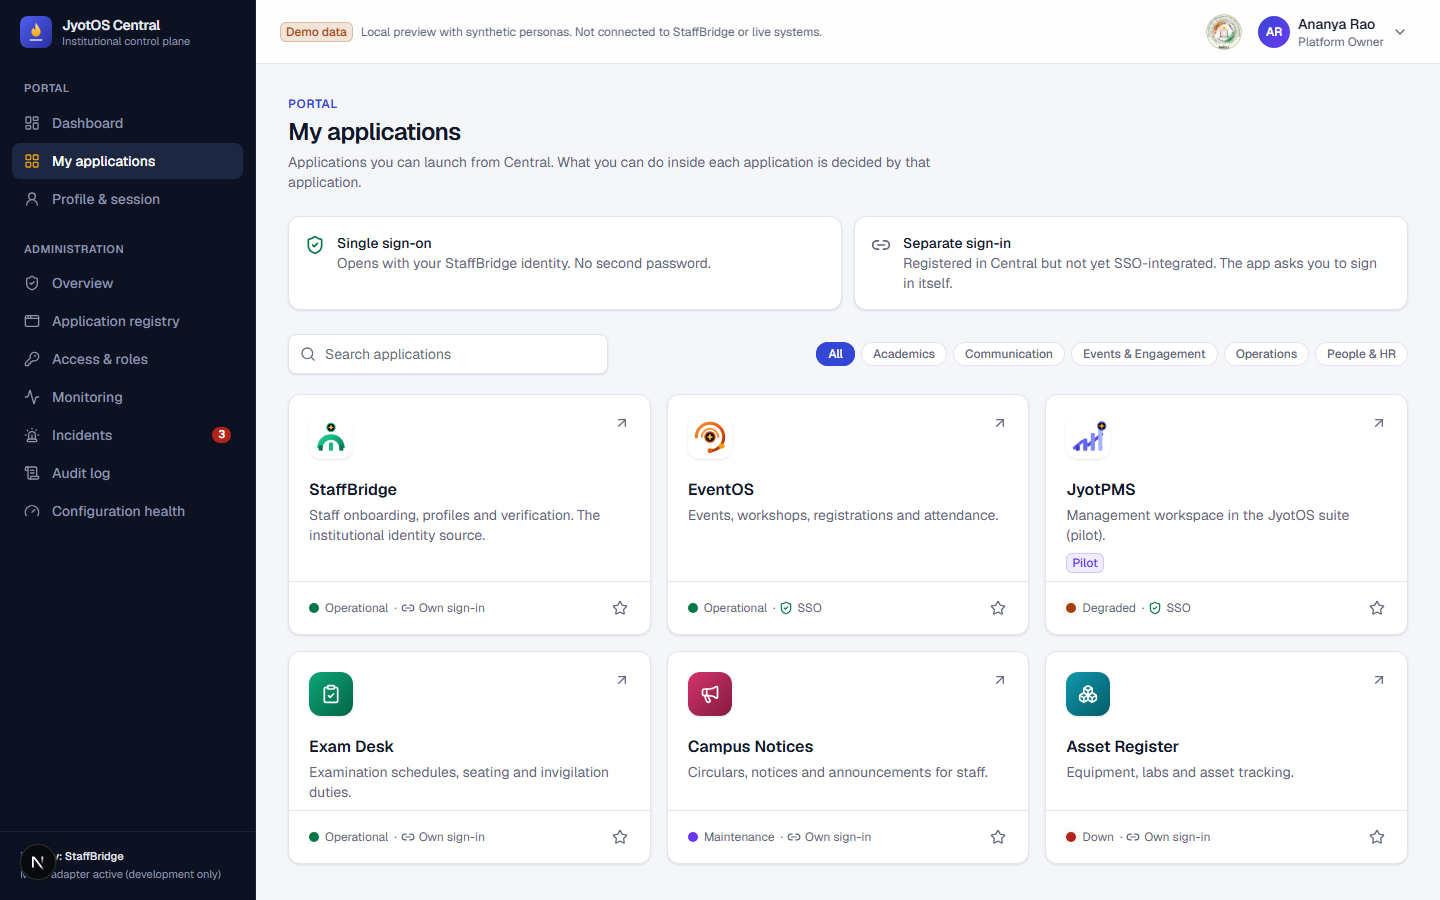 JyotOS Central
Institutional control plane
PORTAL
Dashboard
My applications
Profile & session
ADMINISTRATION
Overview
Application registry
Access & roles
Monitoring
Incidents
3
Audit log
Configuration health
y: StaffBridge
adapter active (development only)
N
Demo data
Local preview with synthetic personas. Not connected to StaffBridge or live systems.
AR
Ananya Rao
Platform Owner
PORTAL
My applications
Applications you can launch from Central. What you can do inside each application is decided by that
application.
Single sign-on
Opens with your StaffBridge identity. No second password.
Separate sign-in
Registered in Central but not yet SSO-integrated. The app asks you to sign
in itself.
Search applications
All
Academics
Communication
Events & Engagement
Operations
People & HR
StaffBridge
Staff onboarding, profiles and verification. The
institutional identity source.
Operational · Own sign-in
EventOS
Events, workshops, registrations and attendance.
Operational · SSO
JyotPMS
Management workspace in the JyotOS suite
(pilot).
Pilot
Degraded · SSO
Exam Desk
Examination schedules, seating and invigilation
duties.
Operational · Own sign-in
Campus Notices
Circulars, notices and announcements for staff.
Maintenance · Own sign-in
Asset Register
Equipment, labs and asset tracking.
Down · Own sign-in